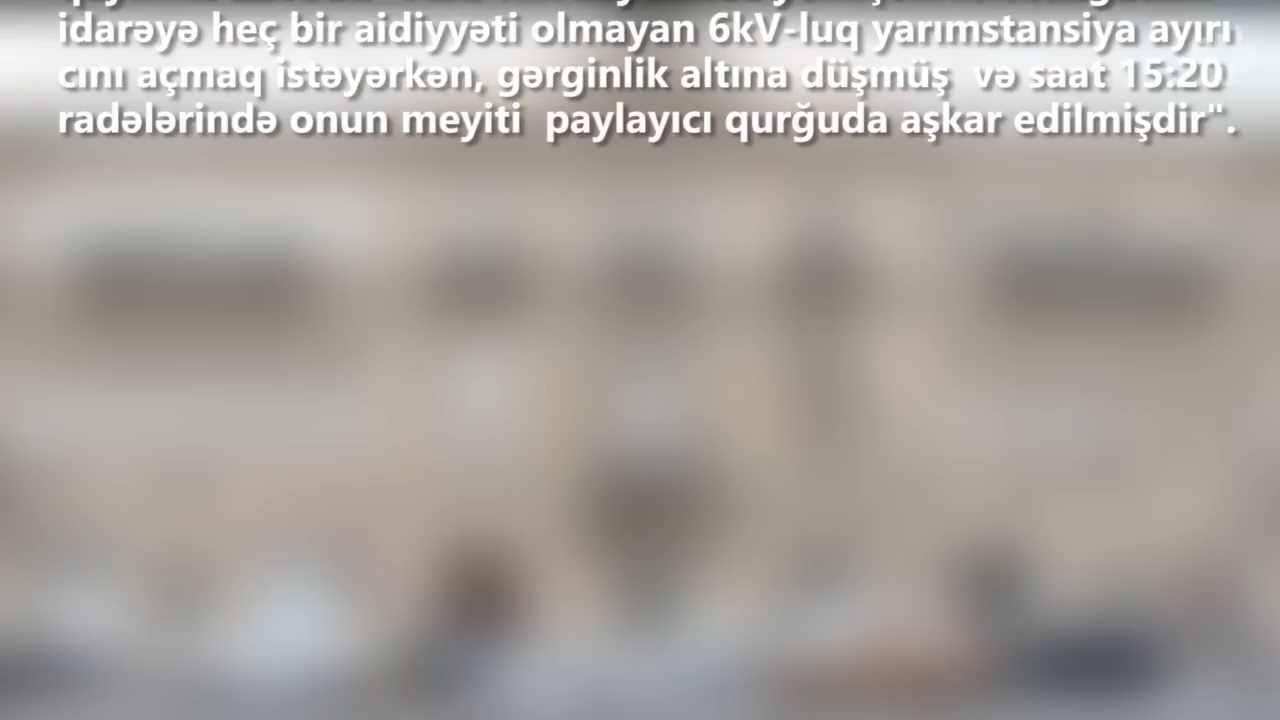 idarəyə heç bir aidiyyəti olmayan 6kV-luq yarımstansiya ayırı
cını açmaq istəyərkən, gərginlik altına düşmüş və saat 15:20
radələrində onun meyiti paylayıcı qurğuda aşkar edilmişdir".